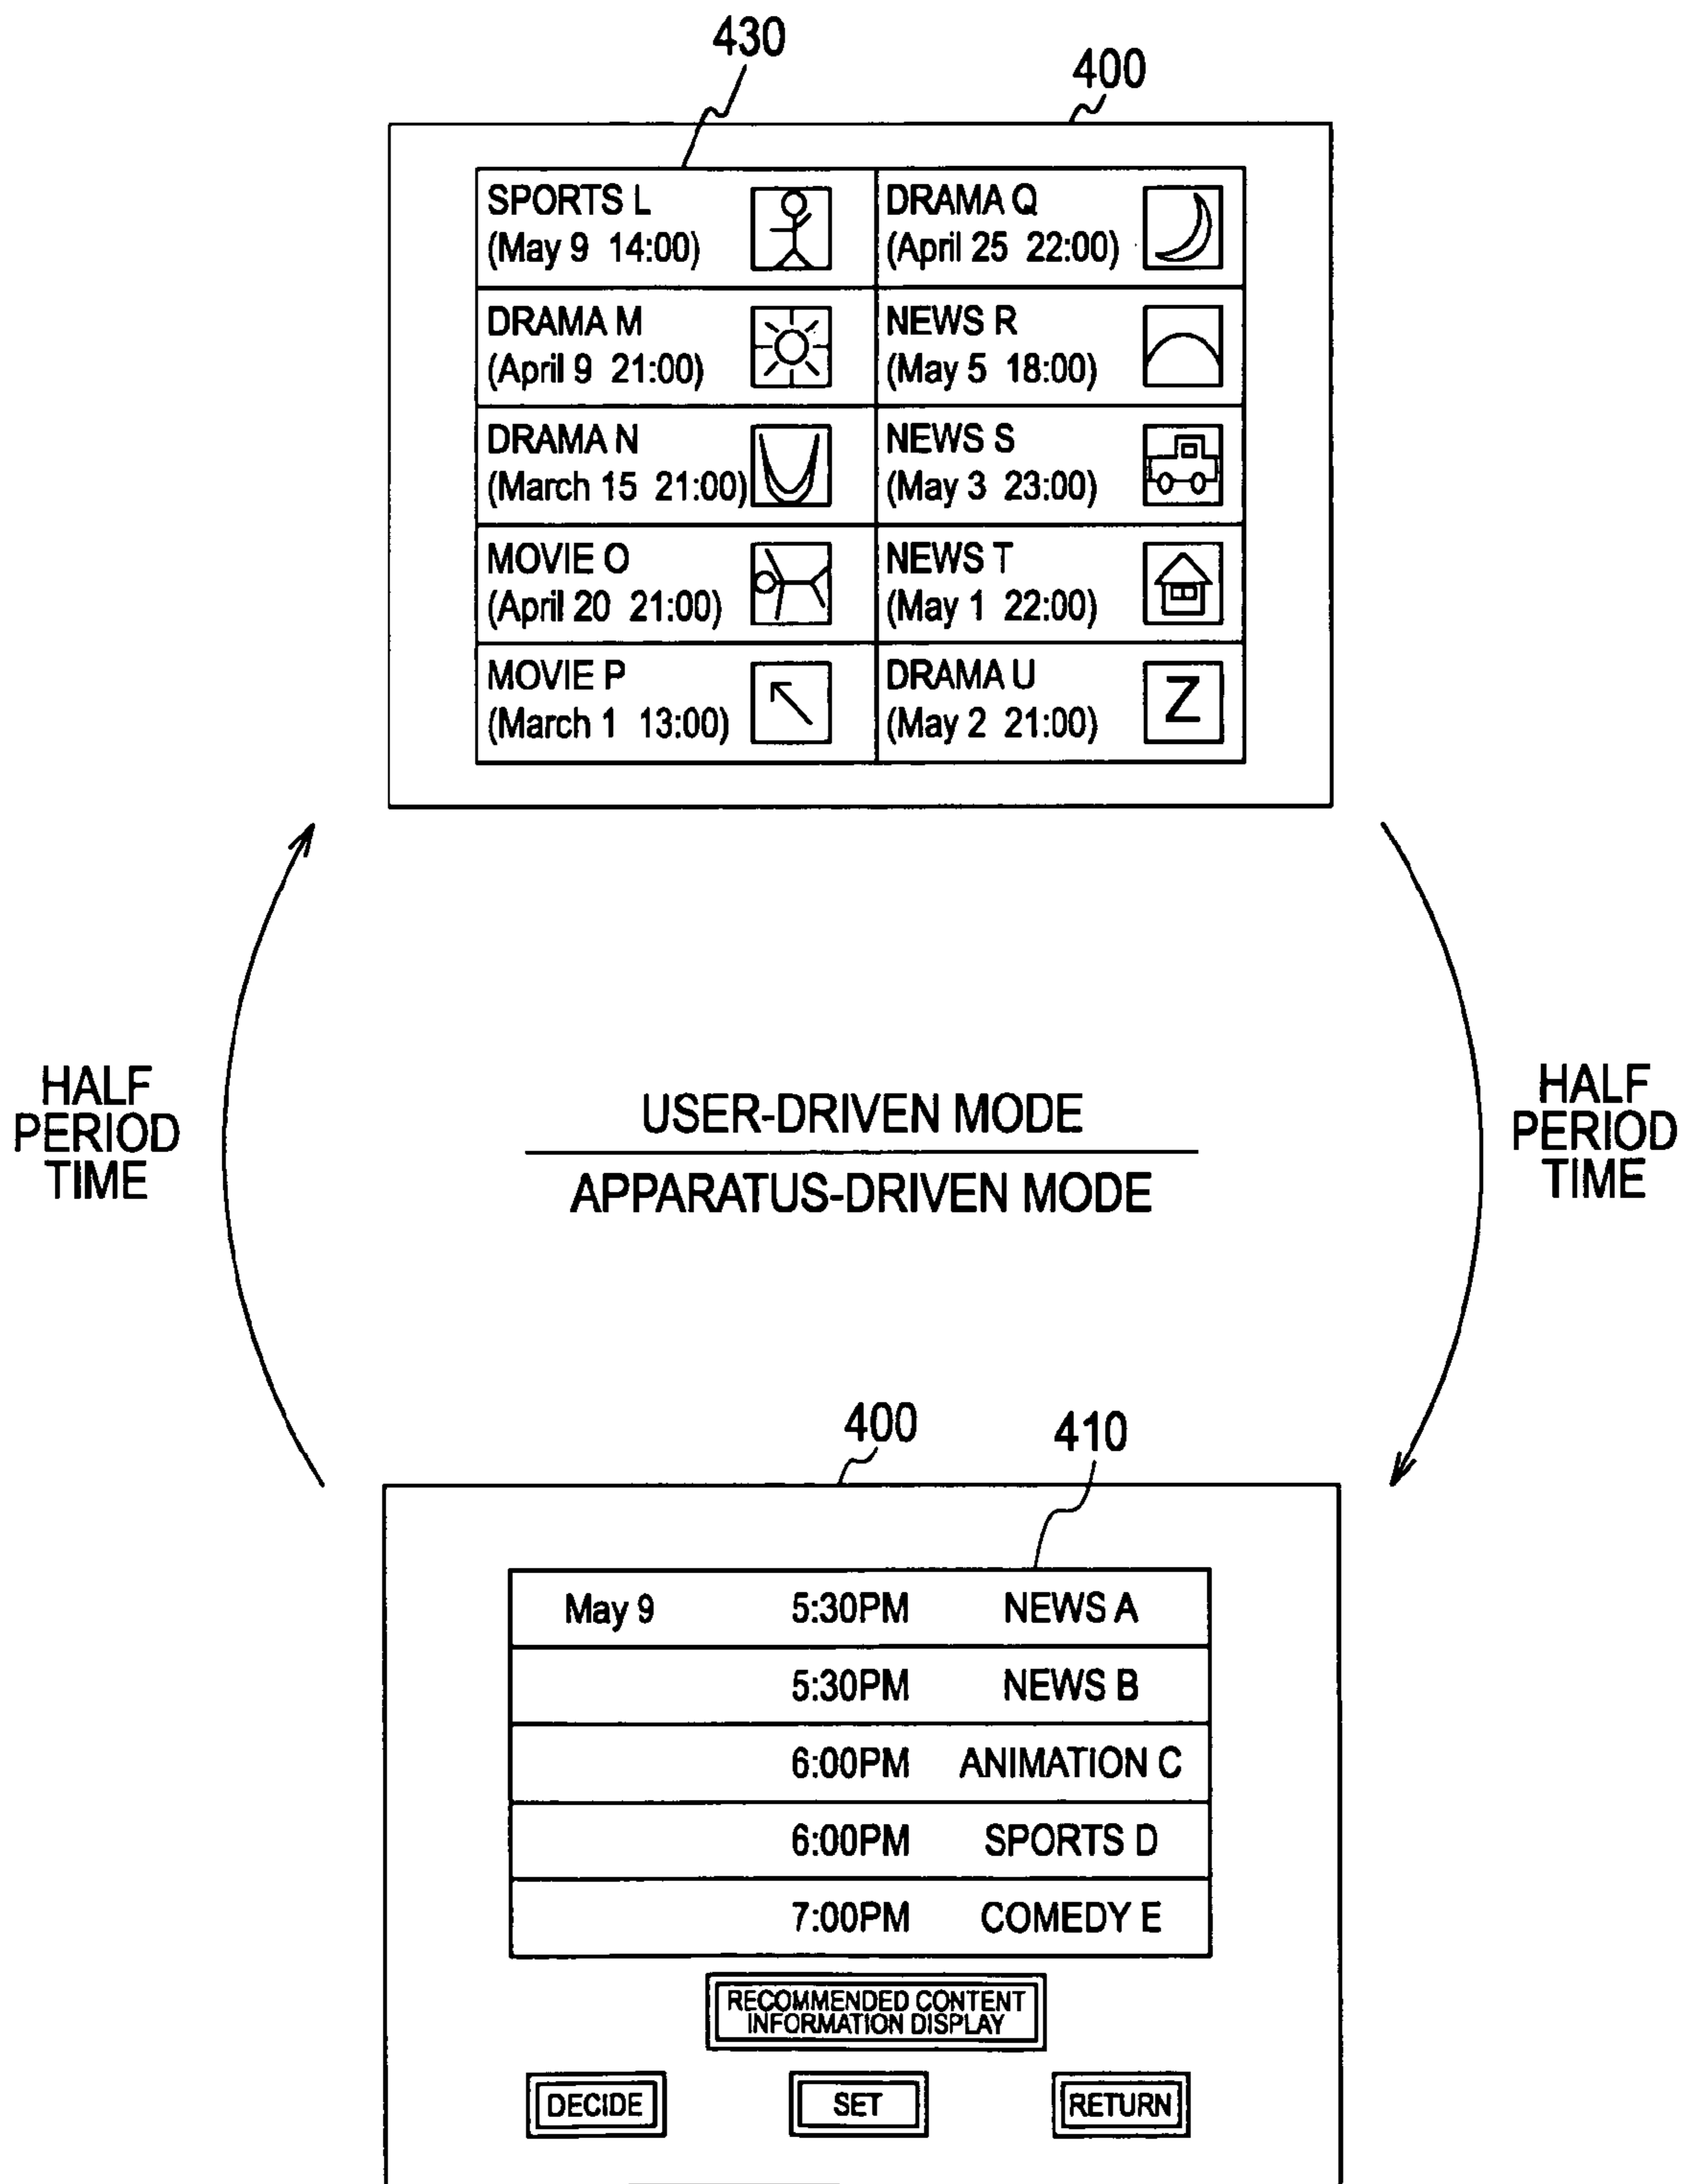 430
400
SPORTS L
(May 9 14:00)
DRAMA Q
(April 25 22:00)
DRAMA M
(April 9 21:00)
NEWS R
(May 5 18:00)
DRAMA N
(March 15 21:00)
NEWS S
(May 3 23:00)
MOVIE O
(April 20 21:00)
NEWS T
(May 1 22:00)
MOVIE P
(March 1 13:00)
DRAMA U
(May 2 21:00)
Z
HALF
PERIOD
TIME
USER-DRIVEN MODE
APPARATUS-DRIVEN MODE
HALF
PERIOD
TIME
400
410
May 9 5:30PM NEWS A
5:30PM NEWS B
6:00PM ANIMATION C
6:00PM SPORTS D
7:00PM COMEDY E
RECOMMENDED CONTENT
INFORMATION DISPLAY
DECIDE SET RETURN